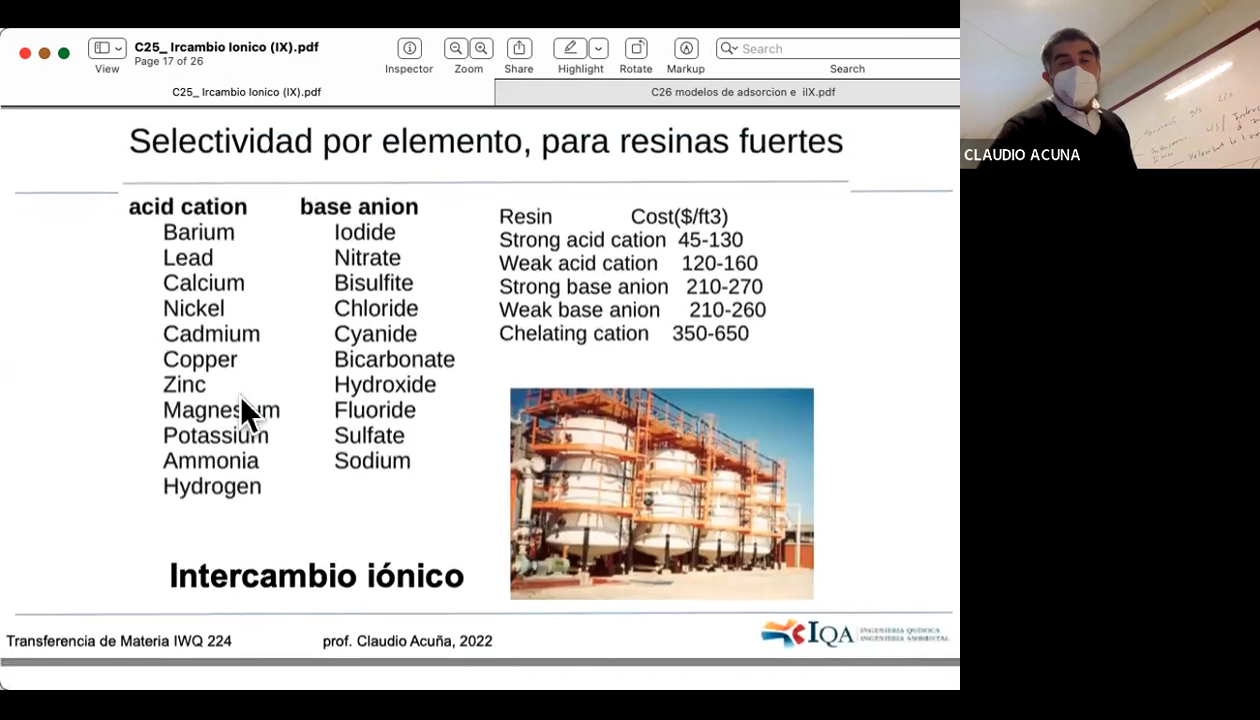 C25_ Ircambio Ionico (IX).pdf
Page 17 of 26
View
Inspector
Zoom
Share
Highlight
Rotate
Markup
Search
Search
C25_ Ircambio Ionico (IX).pdf
C26 modelos de adsorcion e iIX.pdf
Selectividad por elemento, para resinas fuertes
acid cation
Barium
Lead
Calcium
Nickel
Cadmium
Copper
Zinc
Magnesium
Potassium
Ammonia
Hydrogen
base anion
Iodide
Nitrate
Bisulfite
Chloride
Cyanide
Bicarbonate
Hydroxide
Fluoride
Sulfate
Sodium
Resin Cost($/ft3)
Strong acid cation 45-130
Weak acid cation 120-160
Strong base anion 210-270
Weak base anion 210-260
Chelating cation 350-650
Intercambio iónico
Transferencia de Materia IWQ 224
prof. Claudio Acuña, 2022
IQA
INGENIERÍA QUÍMICA
INGENIERÍA AMBIENTAL
CLAUDIO ACUNA